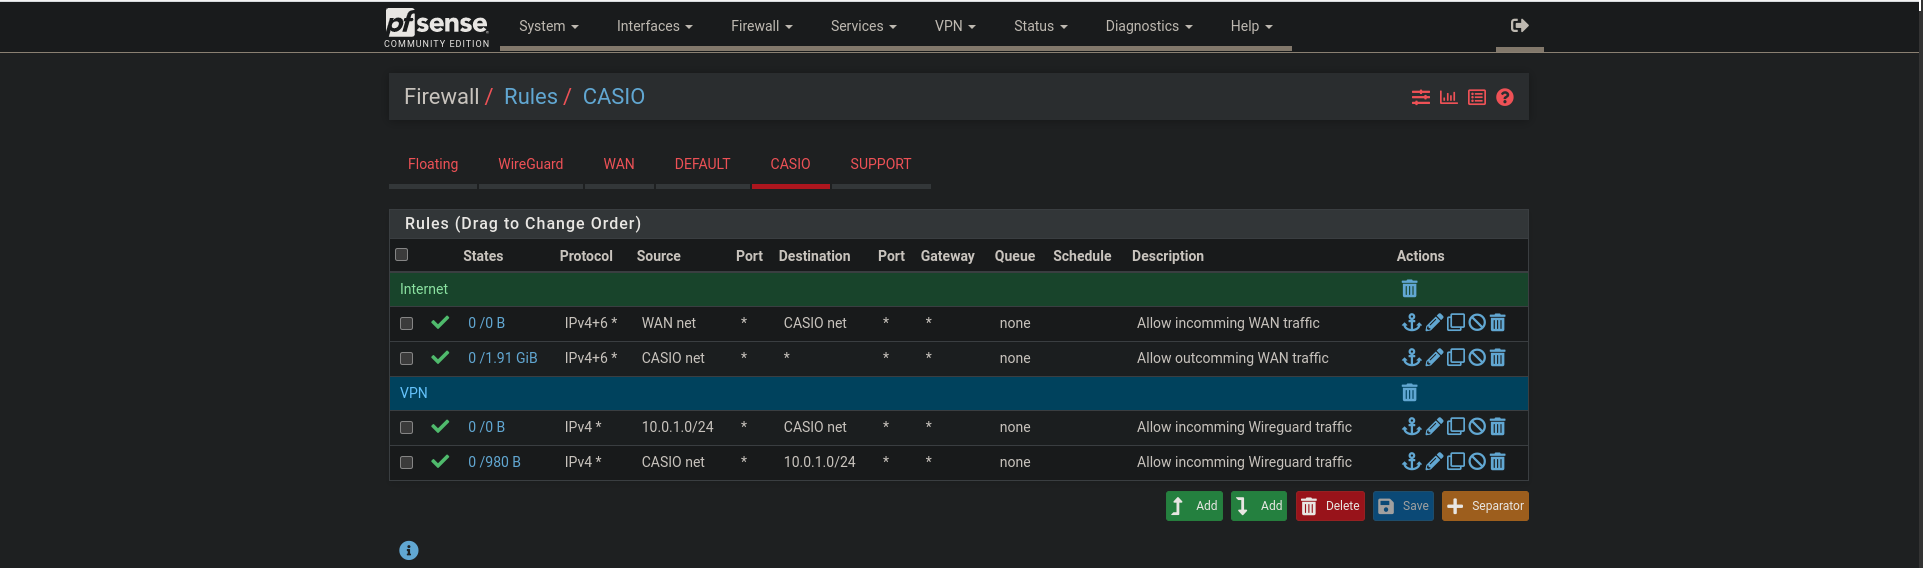 pfsense System Interfaces Firewall Services VPN Status Diagnostics Help
COMMUNITY EDITION
Firewall / Rules / CASIO
Floating WireGuard WAN DEFAULT CASIO SUPPORT
Rules (Drag to Change Order)
States Protocol Source Port Destination Port Gateway Queue Schedule Description Actions
Internet
0 /0 B IPv4+6 * WAN net * CASIO net * * none Allow incomming WAN traffic
0 /1.91 GiB IPv4+6 * CASIO net * * * * none Allow outcomming WAN traffic
VPN
0 /0 B IPv4 * 10.0.1.0/24 * CASIO net * * none Allow incomming Wireguard traffic
0 /980 B IPv4 * CASIO net * 10.0.1.0/24 * * none Allow incomming Wireguard traffic
Add Add Delete Save Separator